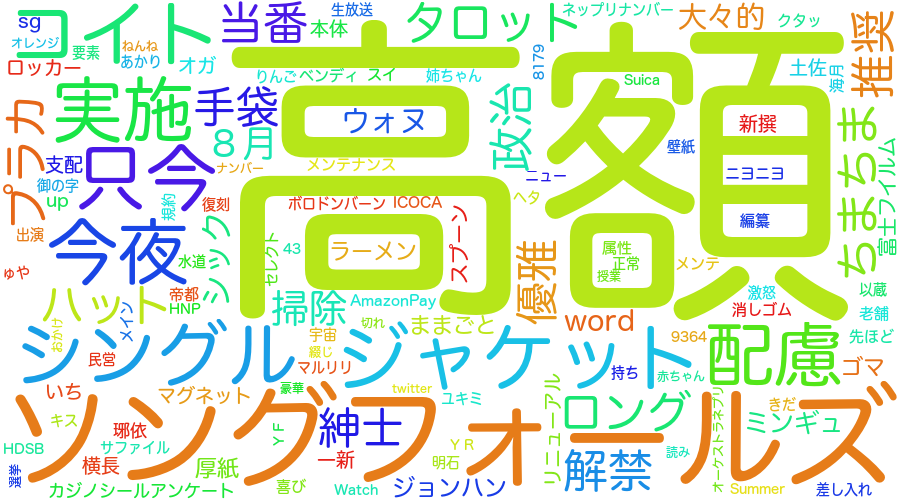 コイト
sg
オレンジ
要素
ねんね
あかり
オガ
ロッカー
当番
生放送
本体
タロット
ネップリナンバー
大々的
クタッ
推奨
りんご
ベンディ
スイ
姉ちゃん
8179
Suica
土佐
海月
高額
実施
手袋
ウォヌ
政治
新撰
壁紙
ちまちま
プラカ
8月
支配
只今
ナンバー
メンテナンス
ニュー
ニヨニヨ
富士フィルム
御の字
up
規約
復刻
ボロドンバーン
ICOCA
ヘタ
編纂
出演
今夜
シック
水道
セレクト
43
ラーメン
スプーン
優雅
属性
正常
授業
メンテ
ゅや
ハット
帝都
HNP
掃除
AmazonPay
激怒
消しゴム
以蔵
老舗
先ほど
メイン
おかけ
切れ
ままごと
word
9364
宇宙
綴じ
マルリリ
民営
シングル
ジャケット
配慮
ゴマ
持ち
赤ちゃん
いち
マグネット
豪華
twitter
ユキミ
キス
琊依
サファイル
HDSB
選挙
横長
厚紙
ＹＦ
紳士
一新
ＹＲ
明石
リニューアル
ロング
解禁
オーケストラネプリ
読み
きだ
ミンギュ
ソングフォールズ
カジノシールアンケート
喜び
Watch
ジョンハン
Summer
差し入れ